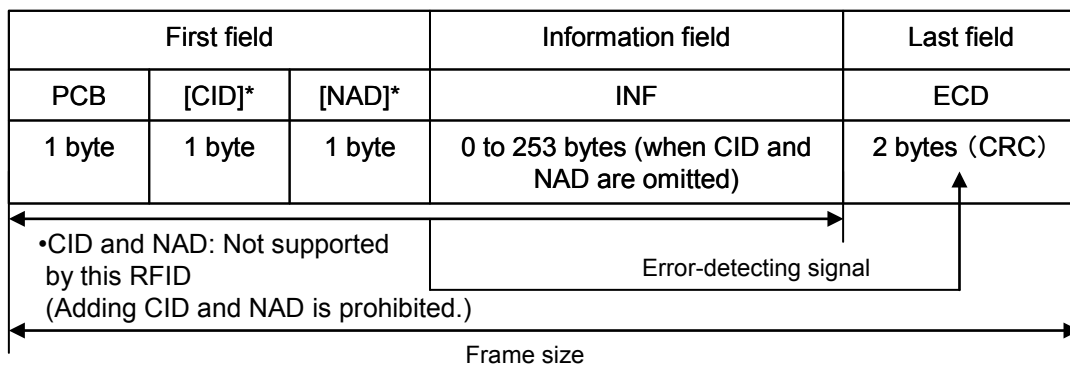 First field Information field Last field
PCB [CID]* [NAD]* INF ECD
1 byte 1 byte 1 byte 0 to 253 bytes (when CID and NAD are omitted) 2 bytes （CRC）
•CID and NAD: Not supported
by this RFID
(Adding CID and NAD is prohibited.)
Error-detecting signal
Frame size